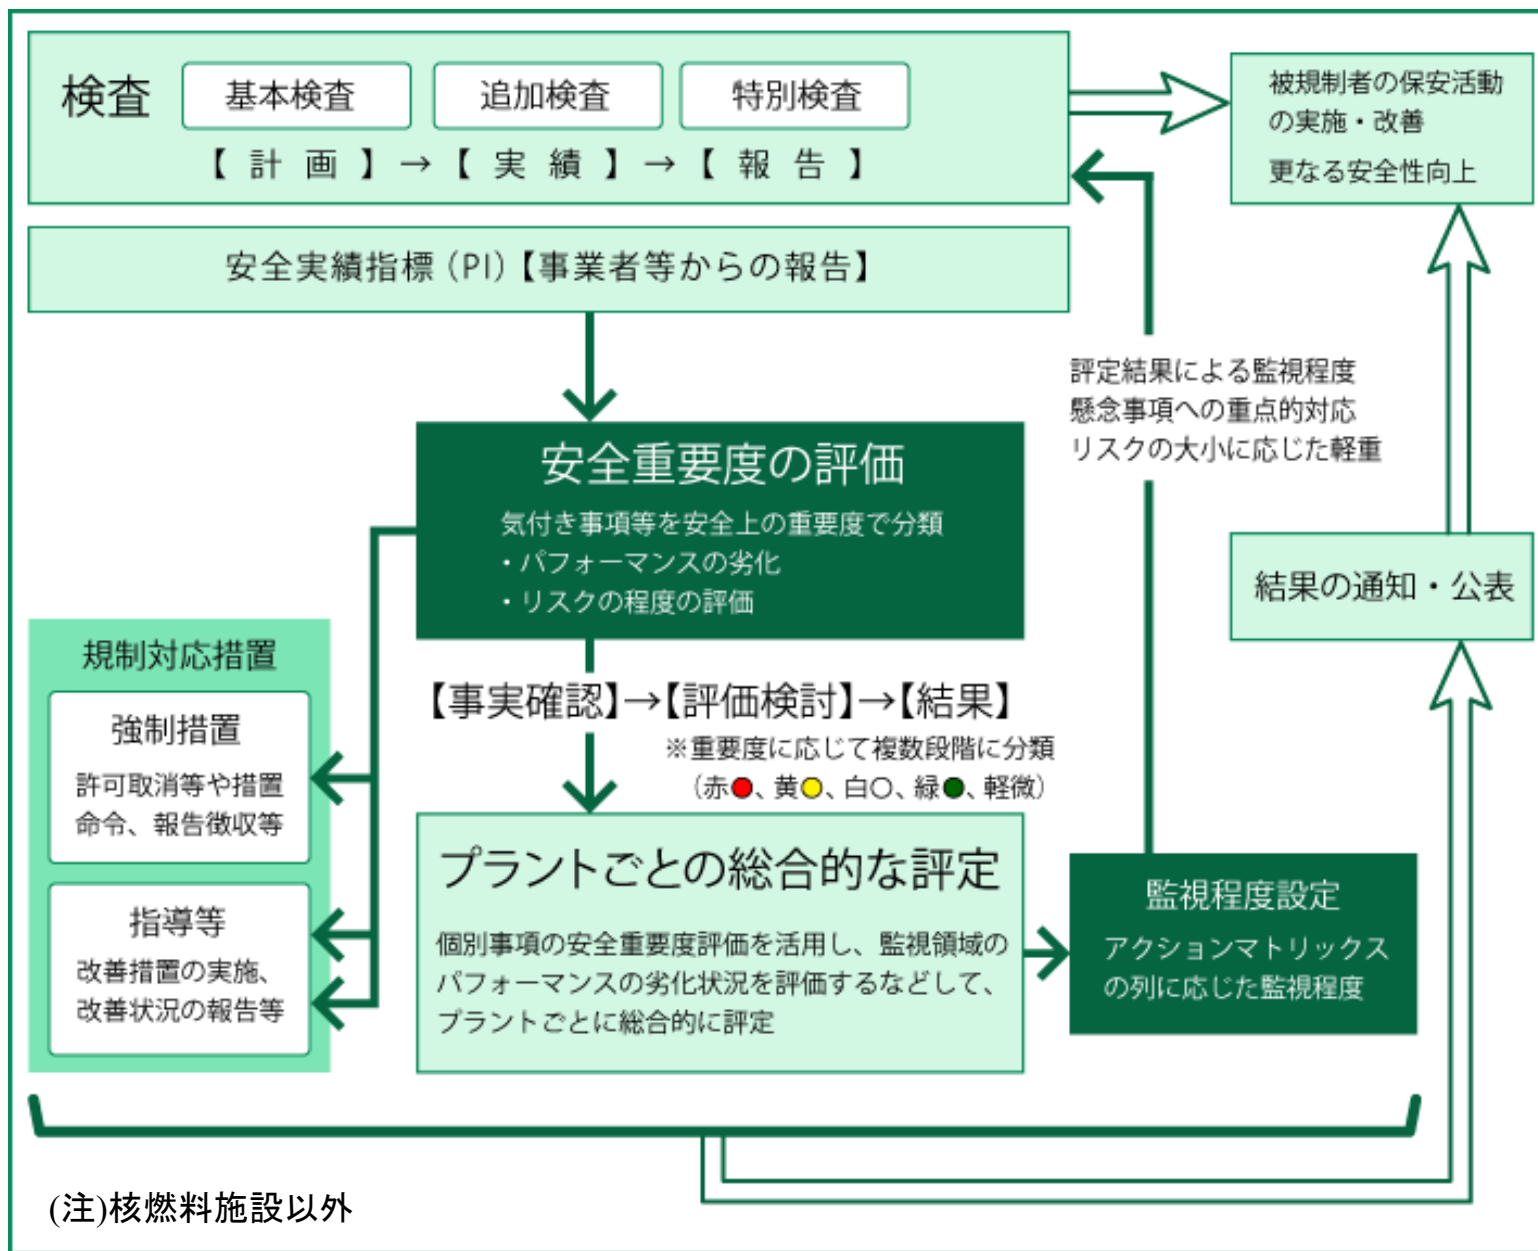 検査
基本検査
追加検査
特別検査
【計画】→【実績】→【報告】
被規制者の保安活動
の実施・改善
更なる安全性向上
安全実績指標(PI)【事業者等からの報告】
評定結果による監視程度
懸念事項への重点的対応
リスクの大小に応じた軽重
安全重要度の評価
気付き事項等を安全上の重要度で分類
・パフォーマンスの劣化
・リスクの程度の評価
結果の通知・公表
規制対応措置
強制措置
許可取消等や措置
命令、報告徴収等
指導等
改善措置の実施、
改善状況の報告等
【事実確認】→【評価検討】→【結果】
※重要度に応じて複数段階に分類
(赤●、黄●、白○、緑●、軽微)
プラントごとの総合的な評定
個別事項の安全重要度評価を活用し、監視領域の
パフォーマンスの劣化状況を評価するなどして、
プラントごとに総合的に評定
監視程度設定
アクションマトリックス
の列に応じた監視程度
(注)核燃料施設以外